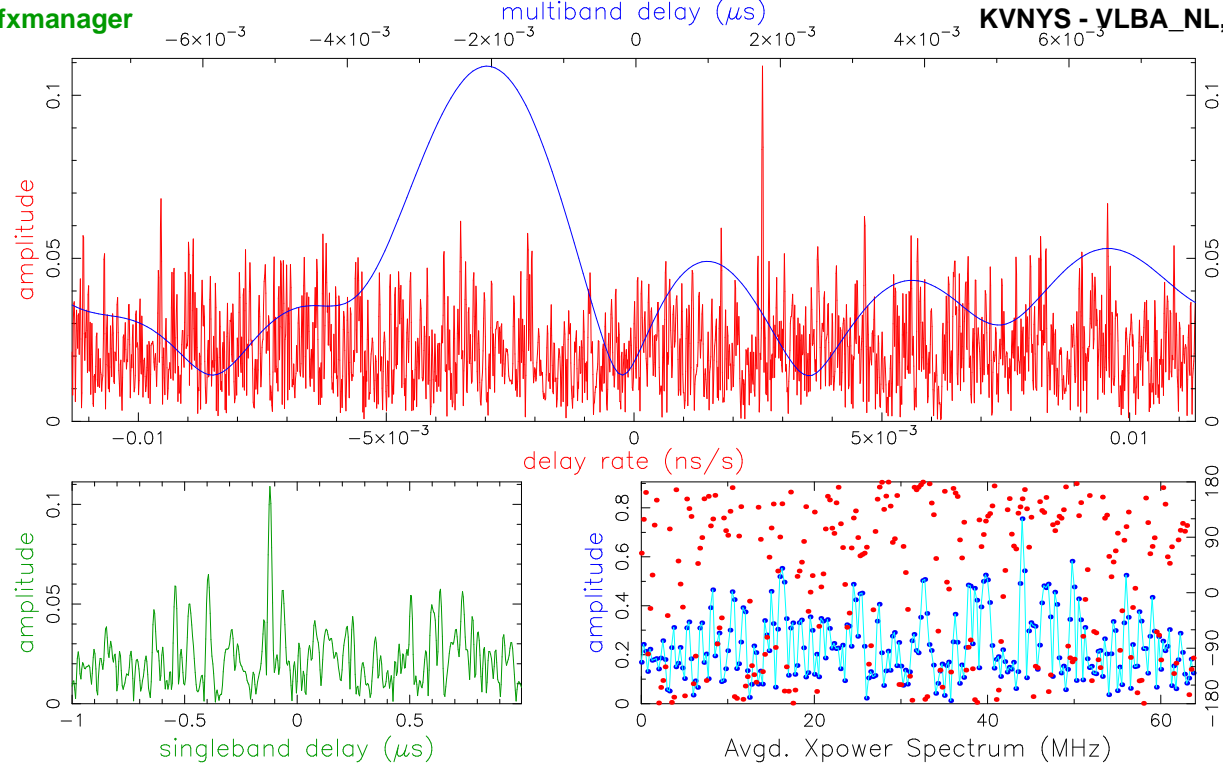 multiband delay (μs)
fxmanager
KVNYS - VLBA_NL,
−6×10⁻³ −4×10⁻³ −2×10⁻³ 0 2×10⁻³ 4×10⁻³ 6×10⁻³
amplitude
0 0.05 0.1
0 0.05 0.1
−0.01 −5×10⁻³ 0 5×10⁻³ 0.01
delay rate (ns/s)
amplitude
0 0.05 0.1
−1 −0.5 0 0.5
singleband delay (μs)
amplitude
0 0.2 0.4 0.6 0.8
−180 −90 0 90 180
0 20 40 60
Avgd. Xpower Spectrum (MHz)